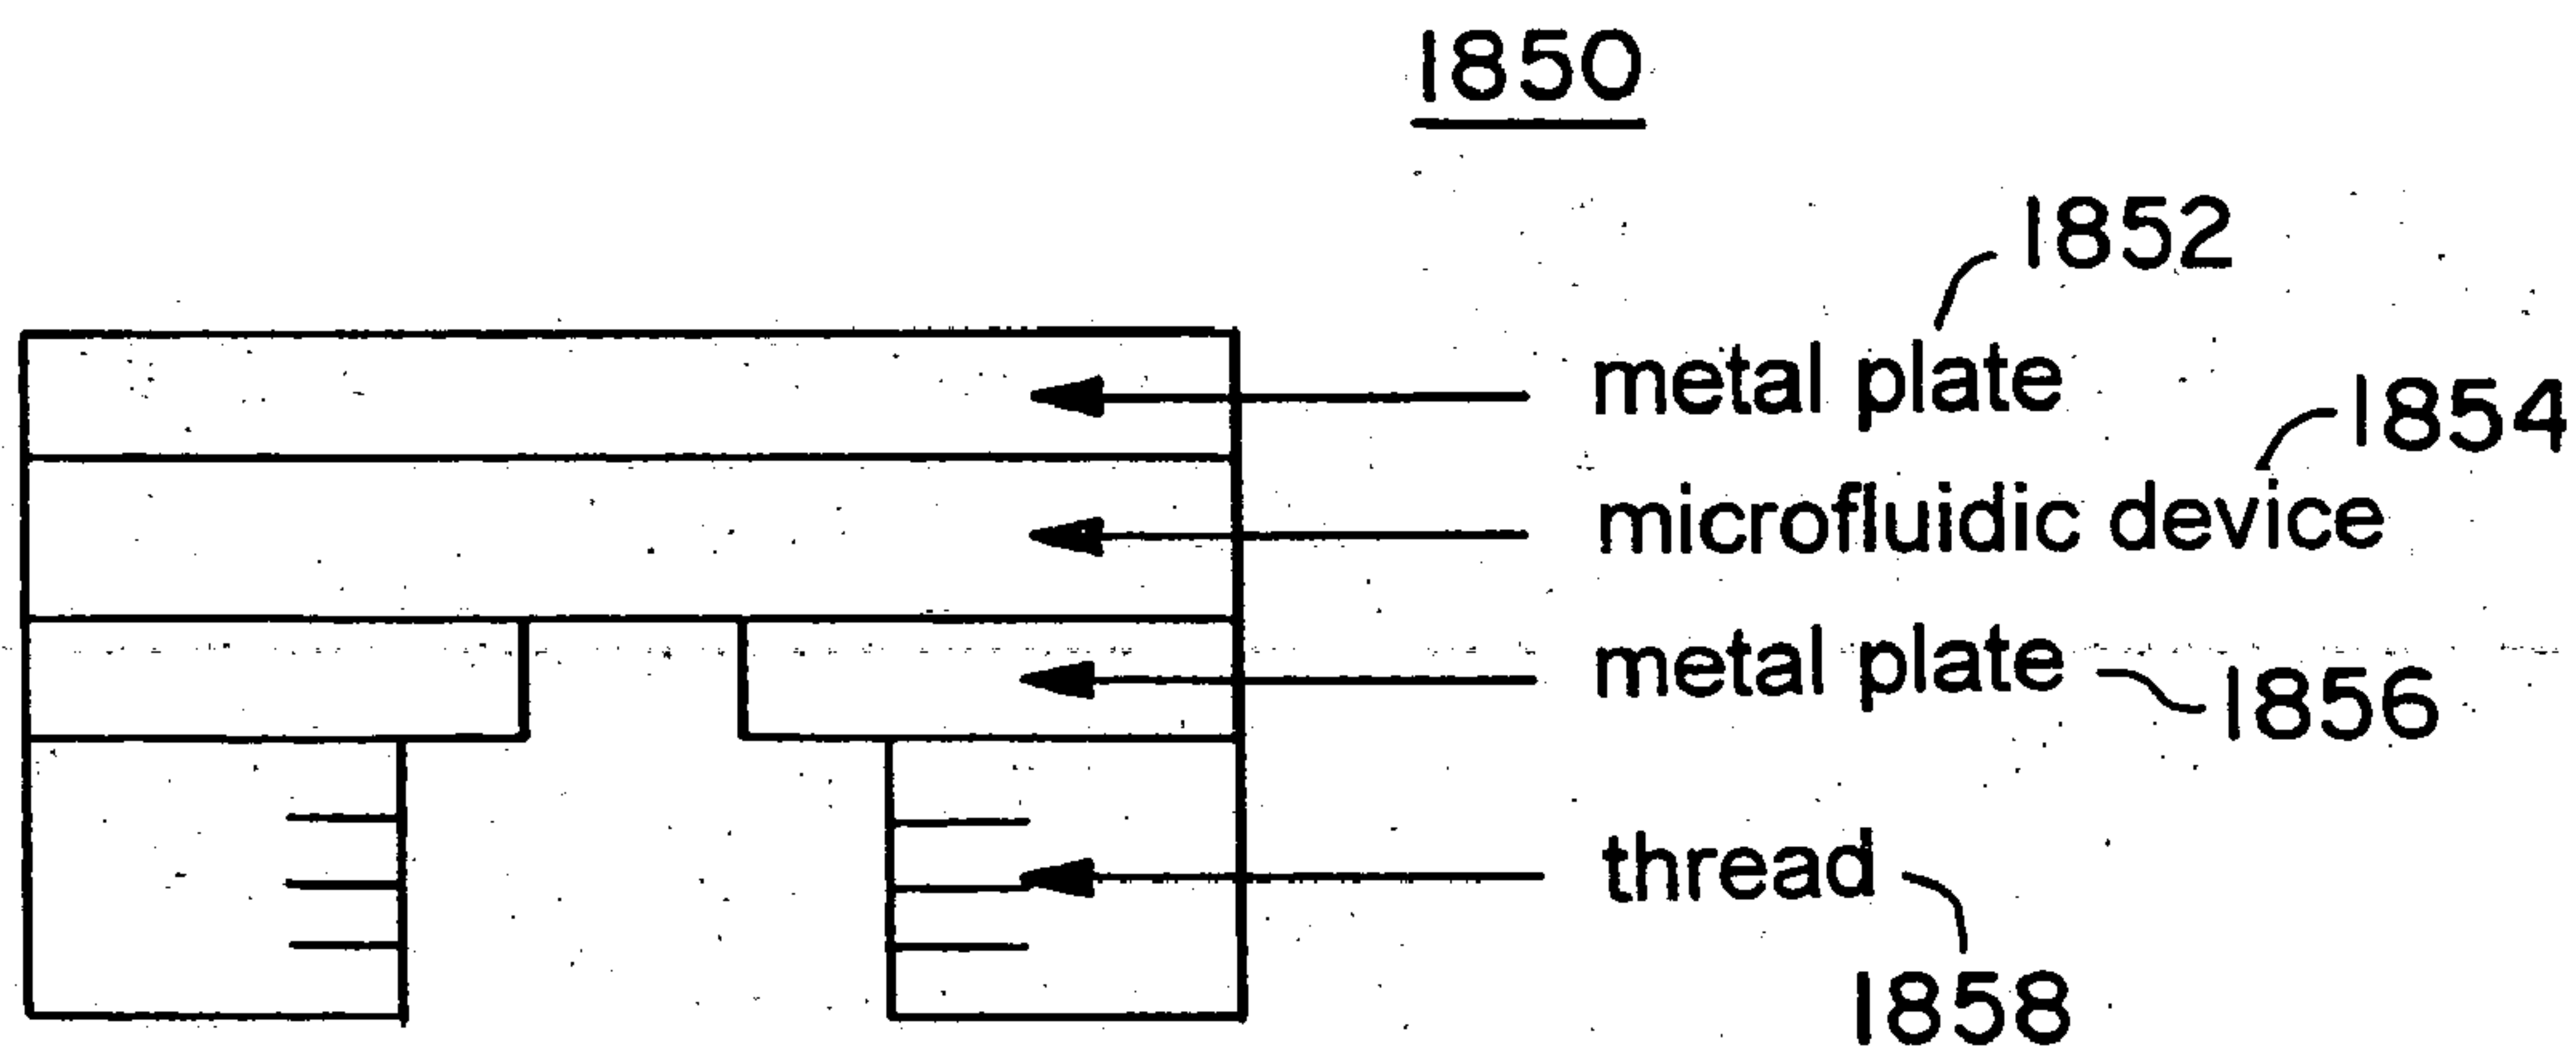 1850
1852
metal plate
1854
microfluidic device
metal plate
1856
thread
1858